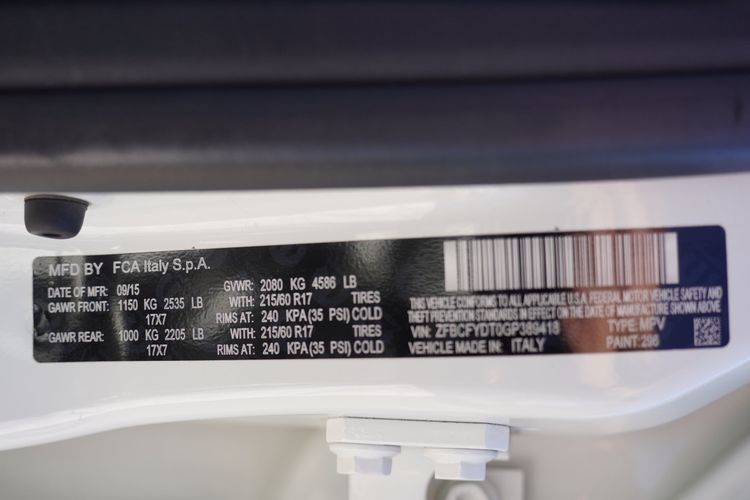 MFD BY FCA Italy S.p.A.
DATE OF MFR: 09/15 GVWR: 2080 KG 4586 LB
GAWR FRONT: 1150 KG 2535 LB WITH: 215/60 R17 TIRES
17X7 RIMS AT: 240 KPA(35 PSI) COLD
GAWR REAR: 1000 KG 2205 LB WITH: 215/60 R17 TIRES
17X7 RIMS AT: 240 KPA(35 PSI) COLD
THIS VEHICLE CONFORMS TO ALL APPLICABLE U.S.A. FEDERAL MOTOR VEHICLE SAFETY AND
THEFT PREVENTION STANDARDS IN EFFECT ON THE DATE OF MANUFACTURE SHOWN ABOVE
VIN: ZFBCFYDT0GP389418 TYPE: MPV
VEHICLE MADE IN: ITALY PAINT: 296